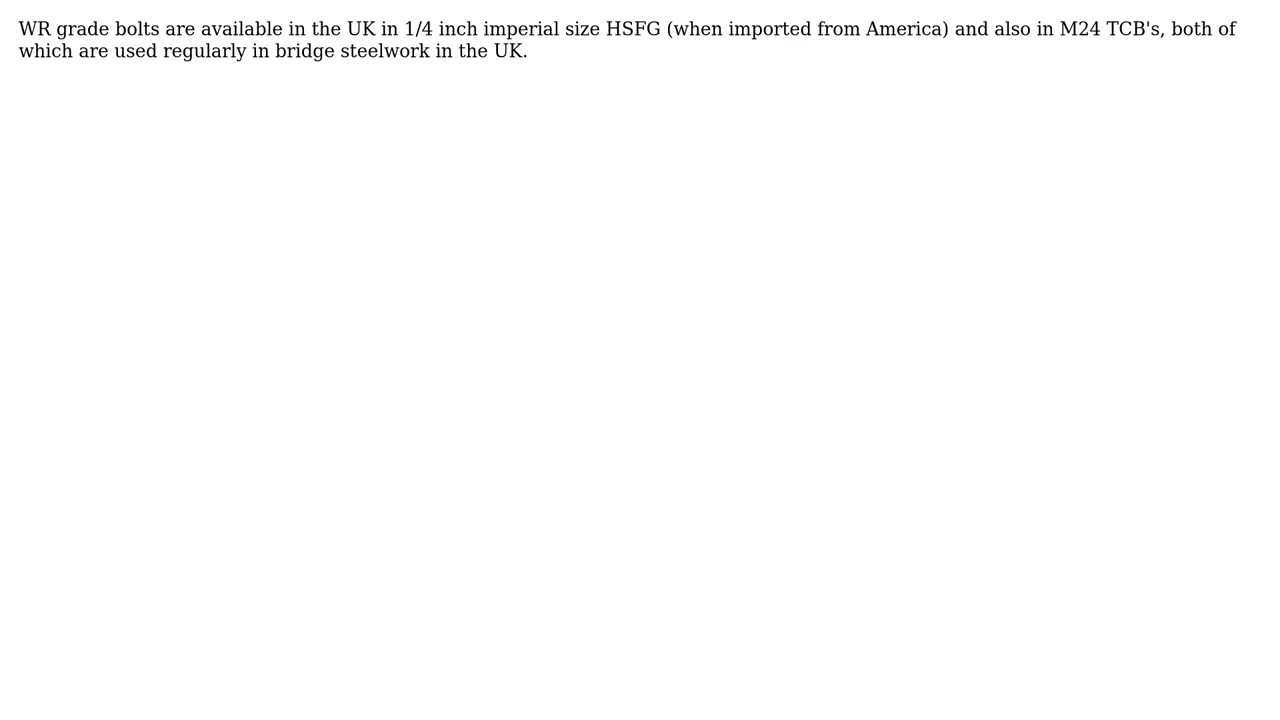 WR grade bolts are available in the UK in 1/4 inch imperial size HSFG (when imported from America) and also in M24 TCB's, both of
which are used regularly in bridge steelwork in the UK.